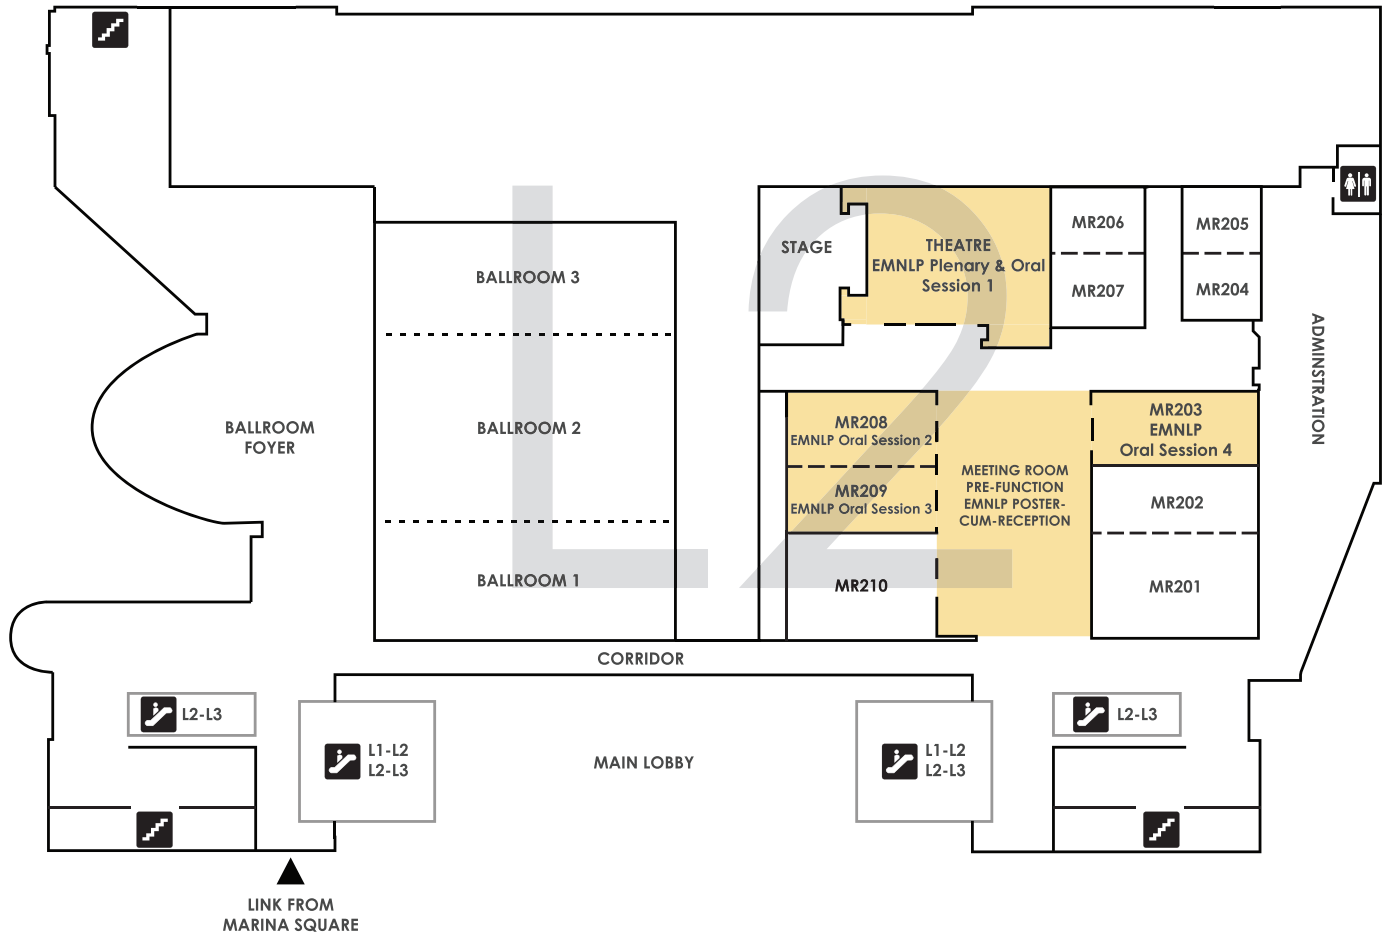 L2
STAGE
THEATRE
EMNLP Plenary & Oral
Session 1
MR206
MR207
MR205
MR204
BALLROOM 3
BALLROOM 2
BALLROOM 1
BALLROOM
FOYER
ADMINSTRATION
MR208
EMNLP Oral Session 2
MR209
EMNLP Oral Session 3
MR210
MEETING ROOM
PRE-FUNCTION
EMNLP POSTER-
CUM-RECEPTION
MR203
EMNLP
Oral Session 4
MR202
MR201
CORRIDOR
L2-L3
L1-L2
L2-L3
MAIN LOBBY
L1-L2
L2-L3
L2-L3
LINK FROM
MARINA SQUARE